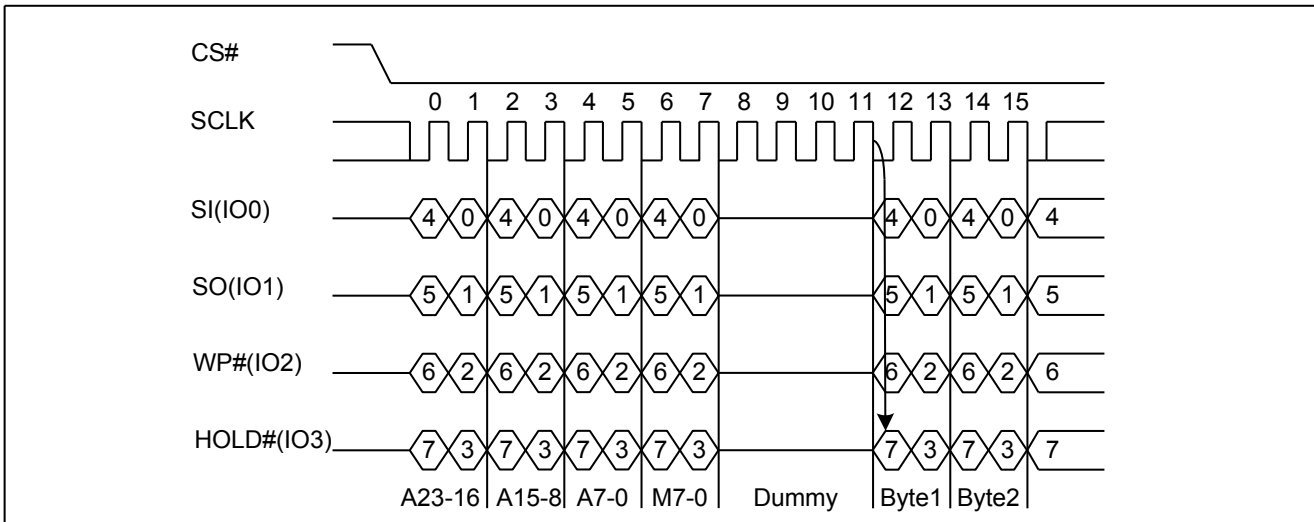 CS#
0 1 2 3 4 5 6 7 8 9 10 11 12 13 14 15
SCLK
SI(IO0) 4 0 4 0 4 0 4 0 4 0 4 0 4
SO(IO1) 5 1 5 1 5 1 5 1 5 1 5 1 5
WP#(IO2) 6 2 6 2 6 2 6 2 6 2 6 2 6
HOLD#(IO3) 7 3 7 3 7 3 7 3 7 3 7 3 7
A23-16 A15-8 A7-0 M7-0 Dummy Byte1 Byte2